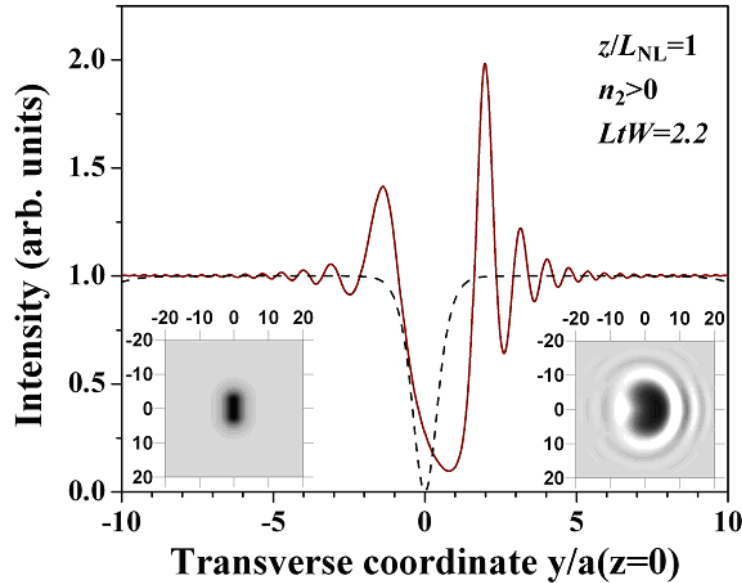 2.0
1.5
1.0
0.5
0.0
Intensity (arb. units)
z/L_NL=1
n_2>0
LtW=2.2
-20 -10 0 10 20
-20
-10
0
10
20
-20 -10 0 10 20
-20
-10
0
10
20
-10 -5 0 5 10
Transverse coordinate y/a(z=0)